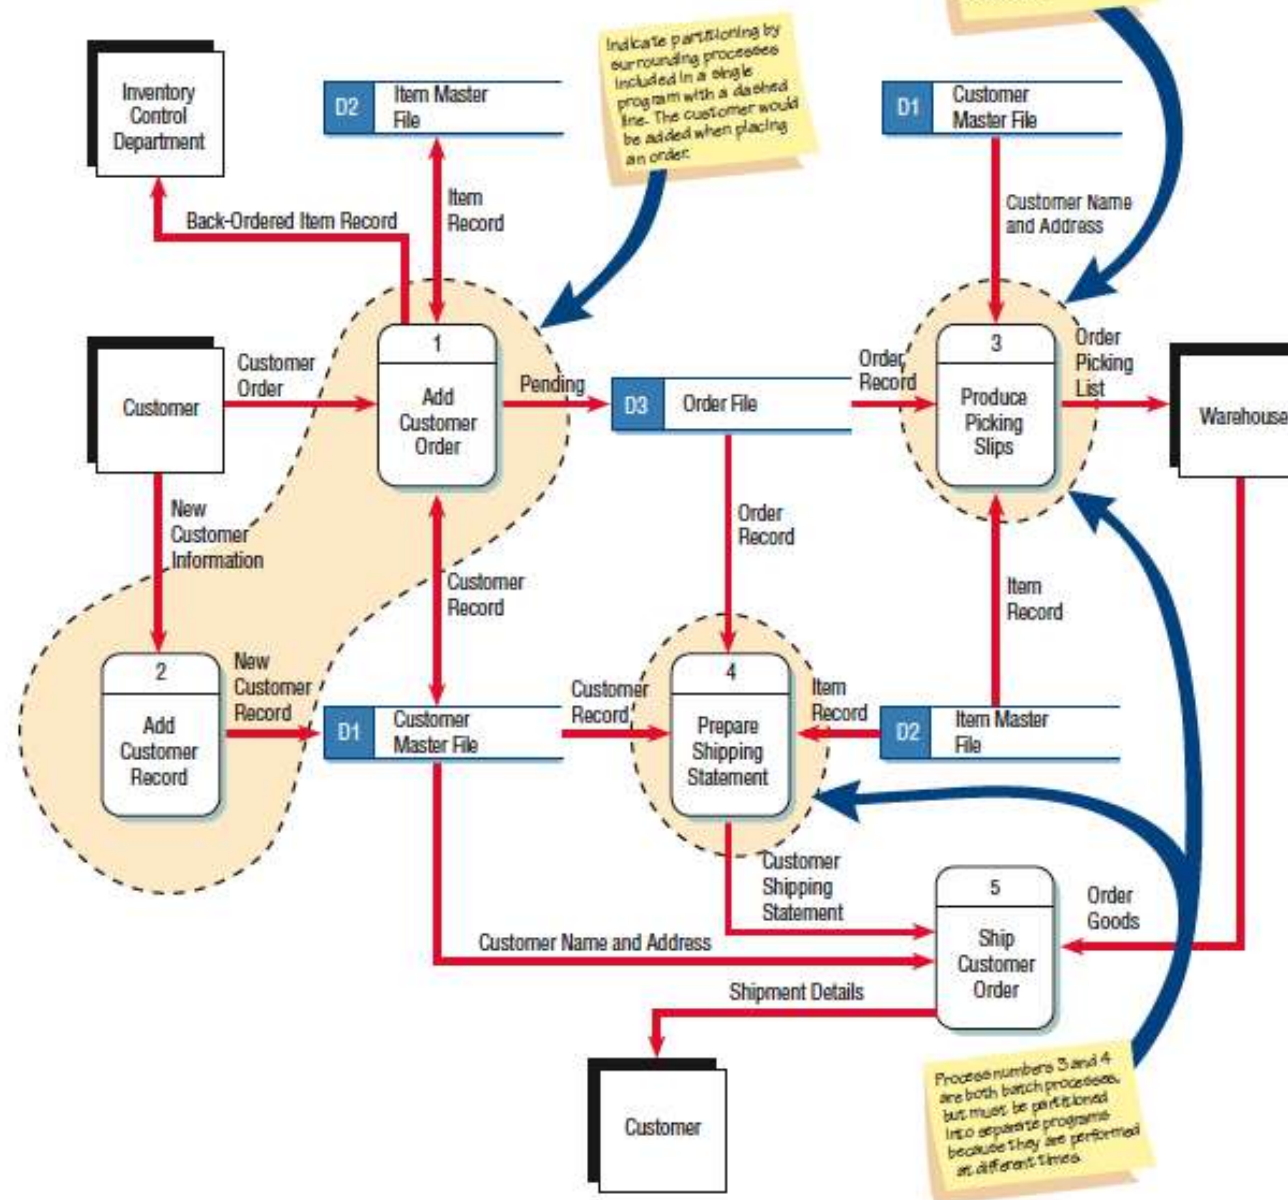 Indicate partitioning by
surrounding processes
included in a single
program with a dashed
line. The customer would
be added when placing
an order.
Inventory
Control
Department
D2
Item Master
File
D1
Customer
Master File
Back-Ordered Item Record
Item
Record
Customer Name
and Address
Customer
Customer
Order
1
Add
Customer
Order
Pending
D3
Order File
Order
Record
3
Produce
Picking
Slips
Order
Picking
List
Warehouse
New
Customer
Information
Customer
Record
Order
Record
Item
Record
2
Add
Customer
Record
New
Customer
Record
D1
Customer
Master File
Customer
Record
4
Prepare
Shipping
Statement
Item
Record
D2
Item Master
File
Customer
Shipping
Statement
Customer Name and Address
5
Ship
Customer
Order
Order
Goods
Shipment Details
Customer
Process numbers 3 and 4
are both batch processes,
but must be partitioned
into separate programs
because they are performed
at different times.